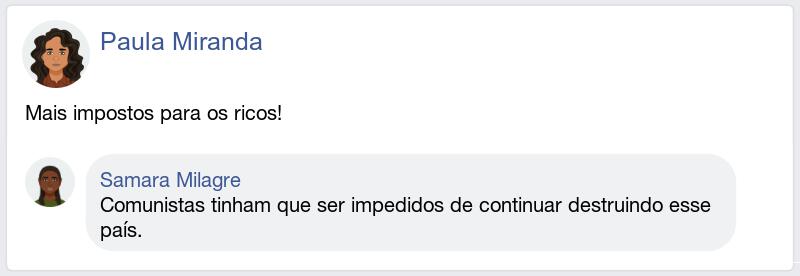 Paula Miranda
Mais impostos para os ricos!
Samara Milagre
Comunistas tinham que ser impedidos de continuar destruindo esse
país.